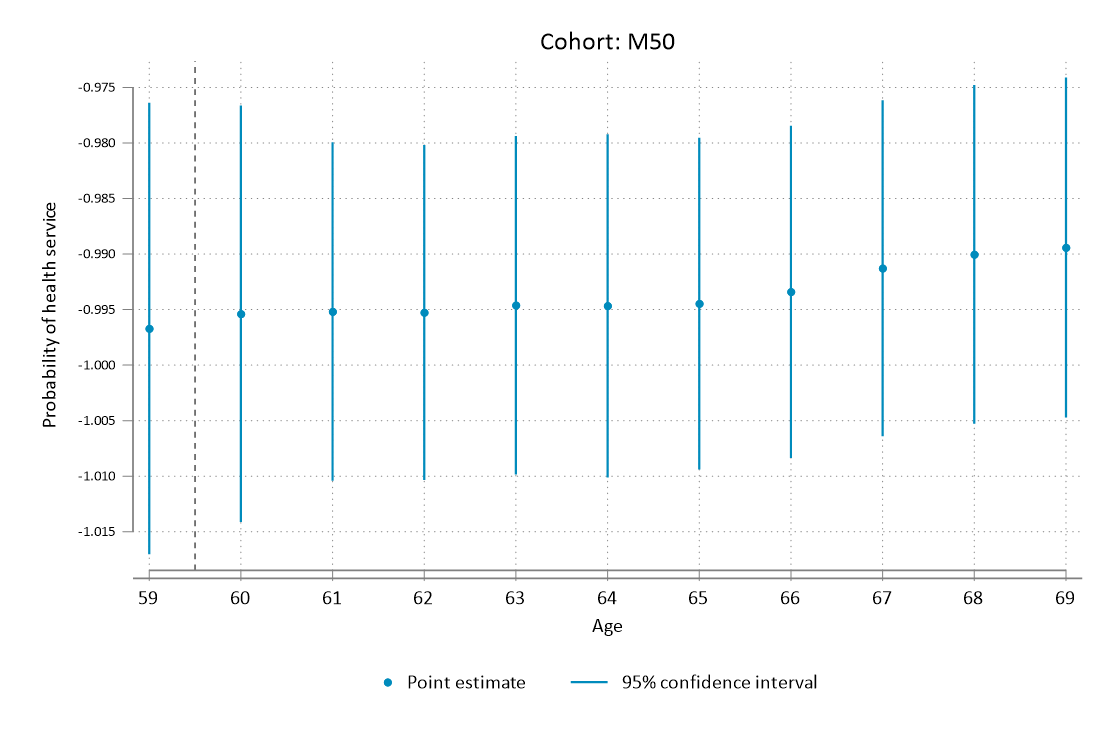 Cohort: M50
Probability of health service
-0.975
-0.980
-0.985
-0.990
-0.995
-1.000
-1.005
-1.010
-1.015
59 60 61 62 63 64 65 66 67 68 69
Age
Point estimate 95% confidence interval